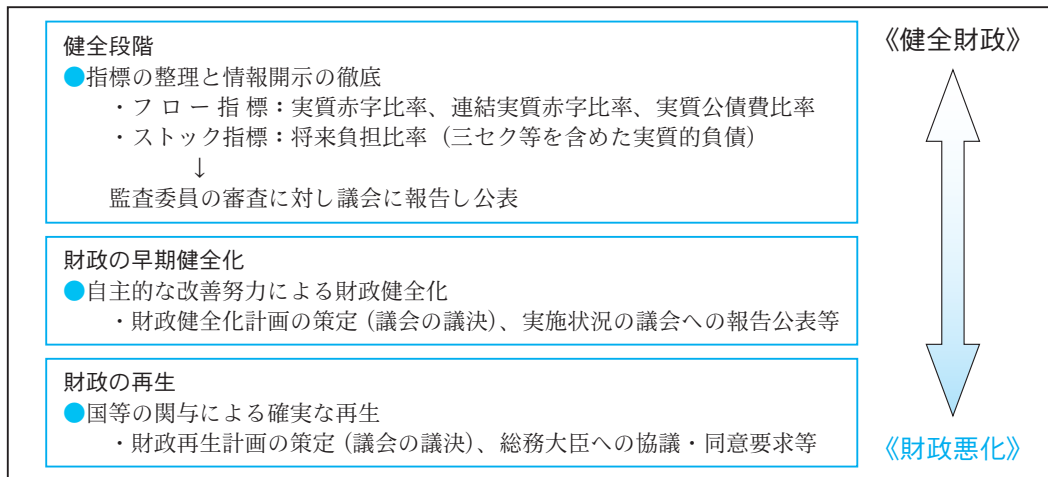 健全段階
●指標の整理と情報開示の徹底
・フロー指標：実質赤字比率、連結実質赤字比率、実質公債費比率
・ストック指標：将来負担比率（三セク等を含めた実質的負債）
↓
監査委員の審査に対し議会に報告し公表
財政の早期健全化
●自主的な改善努力による財政健全化
・財政健全化計画の策定（議会の議決）、実施状況の議会への報告公表等
財政の再生
●国等の関与による確実な再生
・財政再生計画の策定（議会の議決）、総務大臣への協議・同意要求等
《健全財政》
《財政悪化》